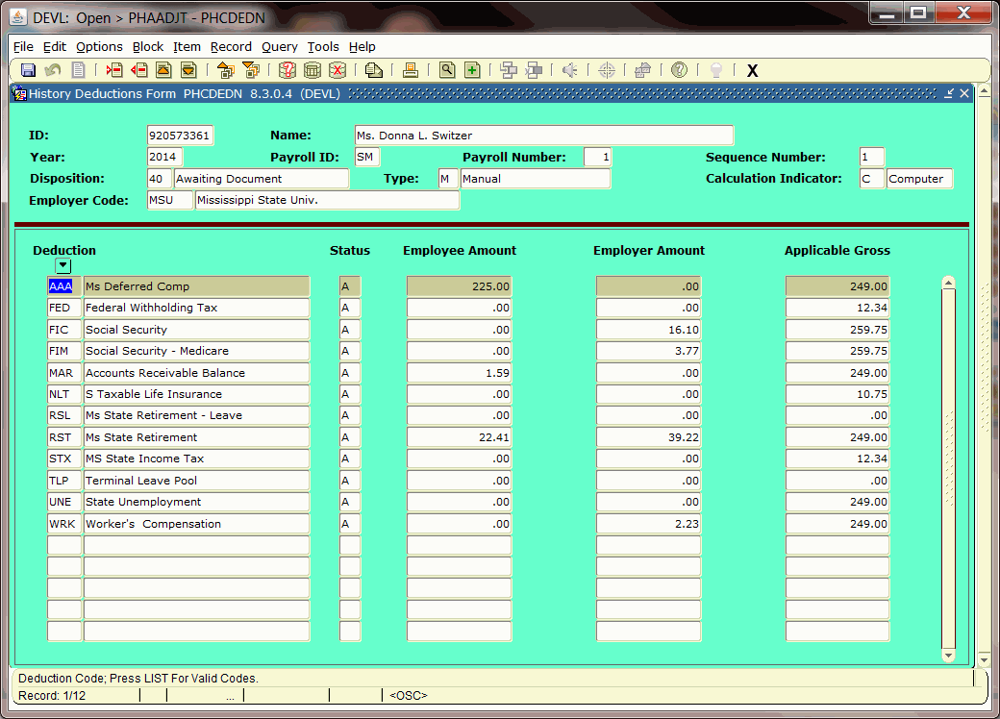 DEVL: Open > PHAADJT - PHCDEDN
File Edit Options Block Item Record Query Tools Help
X
History Deductions Form PHCDEDN 8.3.0.4 (DEVL)
ID: 920573361 Name: Ms. Donna L. Switzer
Year: 2014 Payroll ID: SM Payroll Number: 1 Sequence Number: 1
Disposition: 40 Awaiting Document Type: M Manual Calculation Indicator: C Computer
Employer Code: MSU Mississippi State Univ.
Deduction Status Employee Amount Employer Amount Applicable Gross
AAA Ms Deferred Comp A 225.00 .00 249.00
FED Federal Withholding Tax A .00 .00 12.34
FIC Social Security A .00 16.10 259.75
FIM Social Security - Medicare A .00 3.77 259.75
MAR Accounts Receivable Balance A 1.59 .00 249.00
NLT S Taxable Life Insurance A .00 .00 10.75
RSL Ms State Retirement - Leave A .00 .00 .00
RST Ms State Retirement A 22.41 39.22 249.00
STX MS State Income Tax A .00 .00 12.34
TLP Terminal Leave Pool A .00 .00 .00
UNE State Unemployment A .00 .00 249.00
WRK Worker's  Compensation A .00 2.23 249.00
Deduction Code; Press LIST For Valid Codes.
Record: 1/12 ... <OSC>